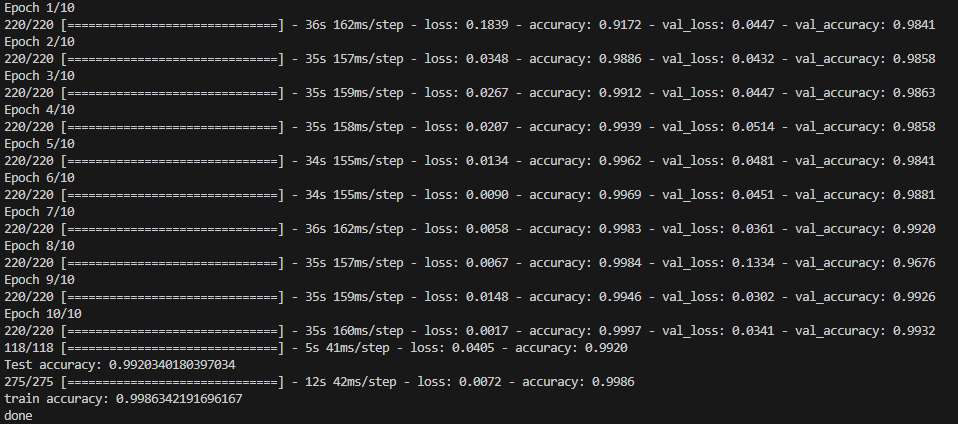 Epoch 1/10
220/220 [==============================] - 36s 162ms/step - loss: 0.1839 - accuracy: 0.9172 - val_loss: 0.0447 - val_accuracy: 0.9841
Epoch 2/10
220/220 [==============================] - 35s 157ms/step - loss: 0.0348 - accuracy: 0.9886 - val_loss: 0.0432 - val_accuracy: 0.9858
Epoch 3/10
220/220 [==============================] - 35s 159ms/step - loss: 0.0267 - accuracy: 0.9912 - val_loss: 0.0447 - val_accuracy: 0.9863
Epoch 4/10
220/220 [==============================] - 35s 158ms/step - loss: 0.0207 - accuracy: 0.9939 - val_loss: 0.0514 - val_accuracy: 0.9858
Epoch 5/10
220/220 [==============================] - 34s 155ms/step - loss: 0.0134 - accuracy: 0.9962 - val_loss: 0.0481 - val_accuracy: 0.9841
Epoch 6/10
220/220 [==============================] - 34s 155ms/step - loss: 0.0090 - accuracy: 0.9969 - val_loss: 0.0451 - val_accuracy: 0.9881
Epoch 7/10
220/220 [==============================] - 36s 162ms/step - loss: 0.0058 - accuracy: 0.9983 - val_loss: 0.0361 - val_accuracy: 0.9920
Epoch 8/10
220/220 [==============================] - 35s 157ms/step - loss: 0.0067 - accuracy: 0.9984 - val_loss: 0.1334 - val_accuracy: 0.9676
Epoch 9/10
220/220 [==============================] - 35s 159ms/step - loss: 0.0148 - accuracy: 0.9946 - val_loss: 0.0302 - val_accuracy: 0.9926
Epoch 10/10
220/220 [==============================] - 35s 160ms/step - loss: 0.0017 - accuracy: 0.9997 - val_loss: 0.0341 - val_accuracy: 0.9932
118/118 [==============================] - 5s 41ms/step - loss: 0.0405 - accuracy: 0.9920
Test accuracy: 0.9920340180397034
275/275 [==============================] - 12s 42ms/step - loss: 0.0072 - accuracy: 0.9986
train accuracy: 0.9986342191696167
done